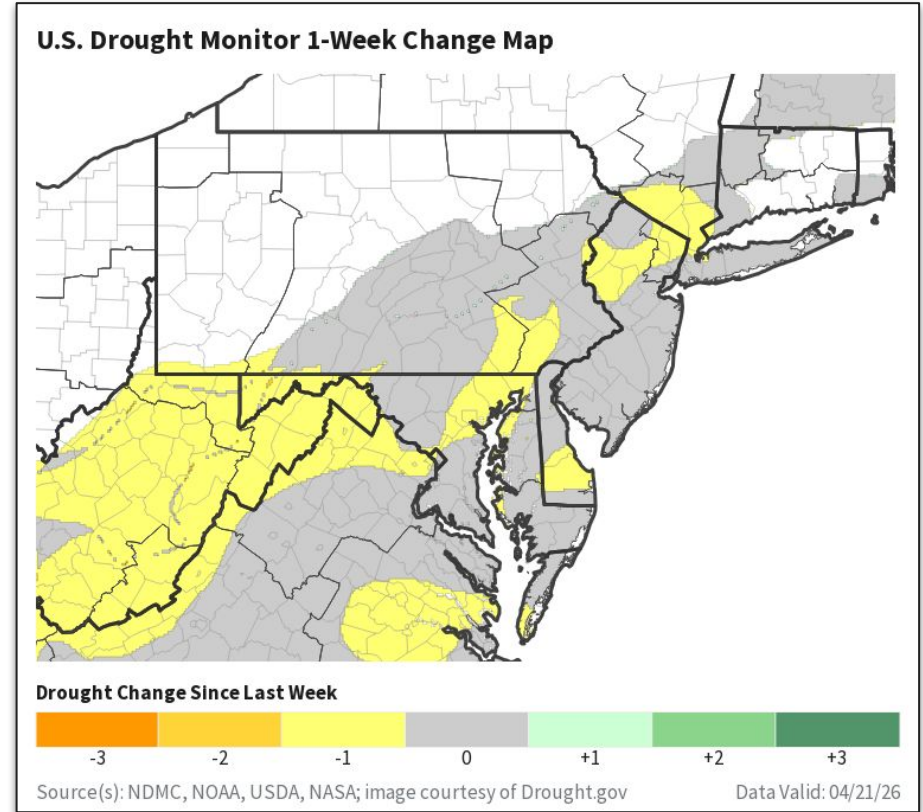 U.S. Drought Monitor 1-Week Change Map
Drought Change Since Last Week
-3 -2 -1 0 +1 +2 +3
Source(s): NDMC, NOAA, USDA, NASA; image courtesy of Drought.gov Data Valid: 04/21/26